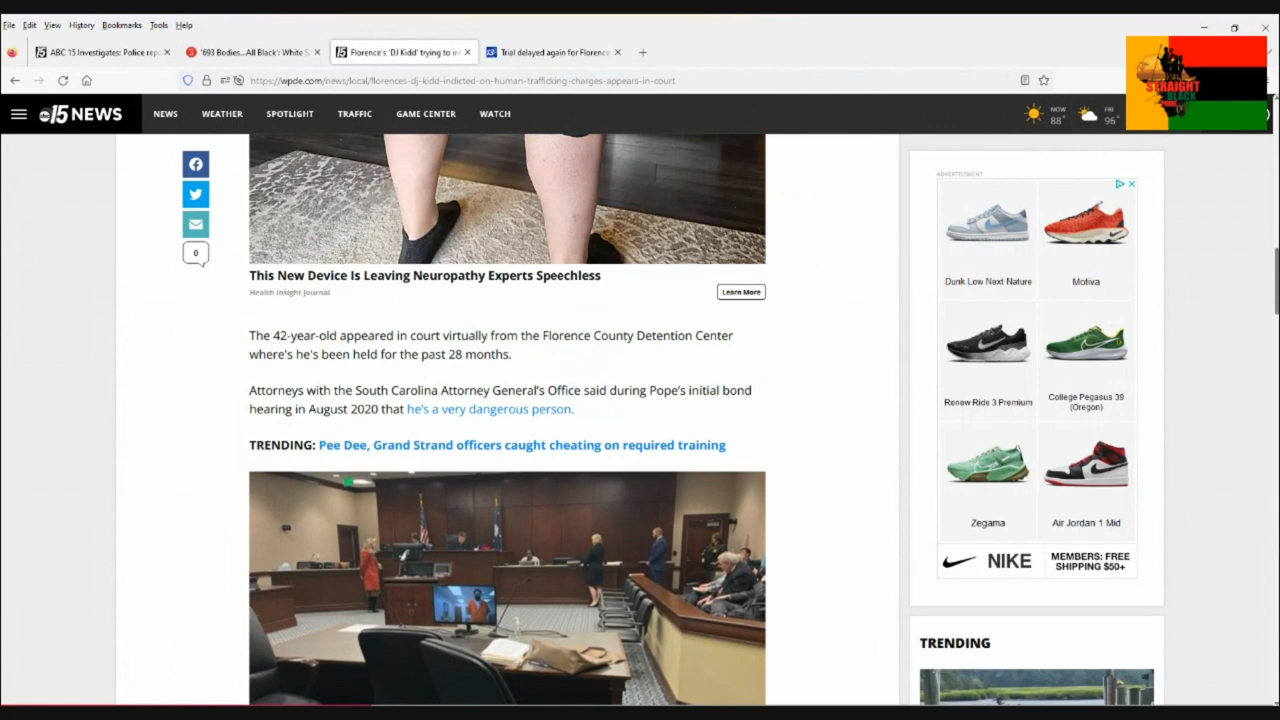 File Edit View History Bookmarks Tools Help
ABC 15 Investigates: Police rep
'693 Bodies...All Black's White S
Florence's 'DJ Kidd' trying to
Trial delayed again for Florence
https://wpde.com/news/local/florences-dj-kidd-indicted-on-human-trafficking-charges-appears-in-court
STRAIGHT
BLACK
PRIDE TV
abc 15 NEWS
NEWS WEATHER SPOTLIGHT TRAFFIC GAME CENTER WATCH
NOW
88°
FRI
96°
0
This New Device Is Leaving Neuropathy Experts Speechless
Health Insight Journal
Learn More
The 42-year-old appeared in court virtually from the Florence County Detention Center
where's he's been held for the past 28 months.
Attorneys with the South Carolina Attorney General's Office said during Pope's initial bond
hearing in August 2020 that he's a very dangerous person.
TRENDING: Pee Dee, Grand Strand officers caught cheating on required training
ADVERTISEMENT
Dunk Low Next Nature
Motiva
Renew Ride 3 Premium
College Pegasus 39
(Oregon)
Zegama
Air Jordan 1 Mid
NIKE
MEMBERS: FREE
SHIPPING $50+
TRENDING